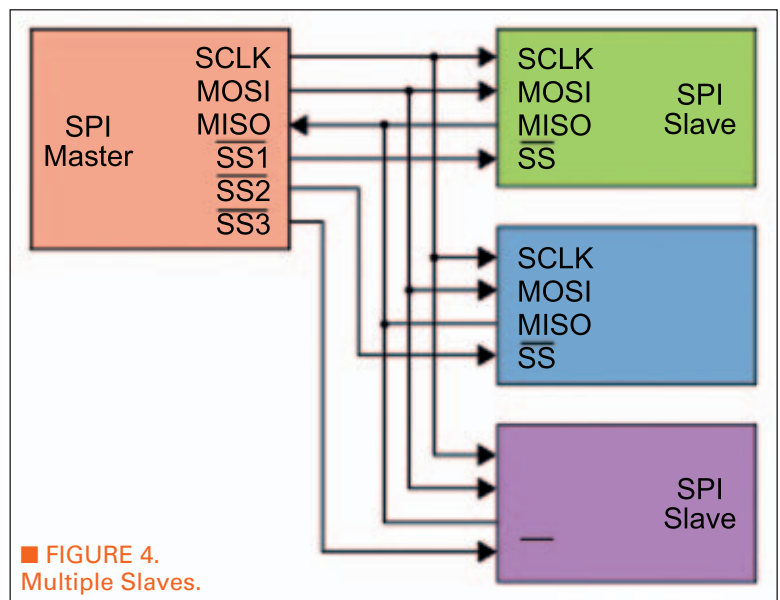 SCLK
MOSI
MISO
SS1
SS2
SS3
SPI
Master
SCLK
MOSI
MISO
SS
SPI
Slave
SCLK
MOSI
MISO
SS
SPI
Slave
■ FIGURE 4.
Multiple Slaves.